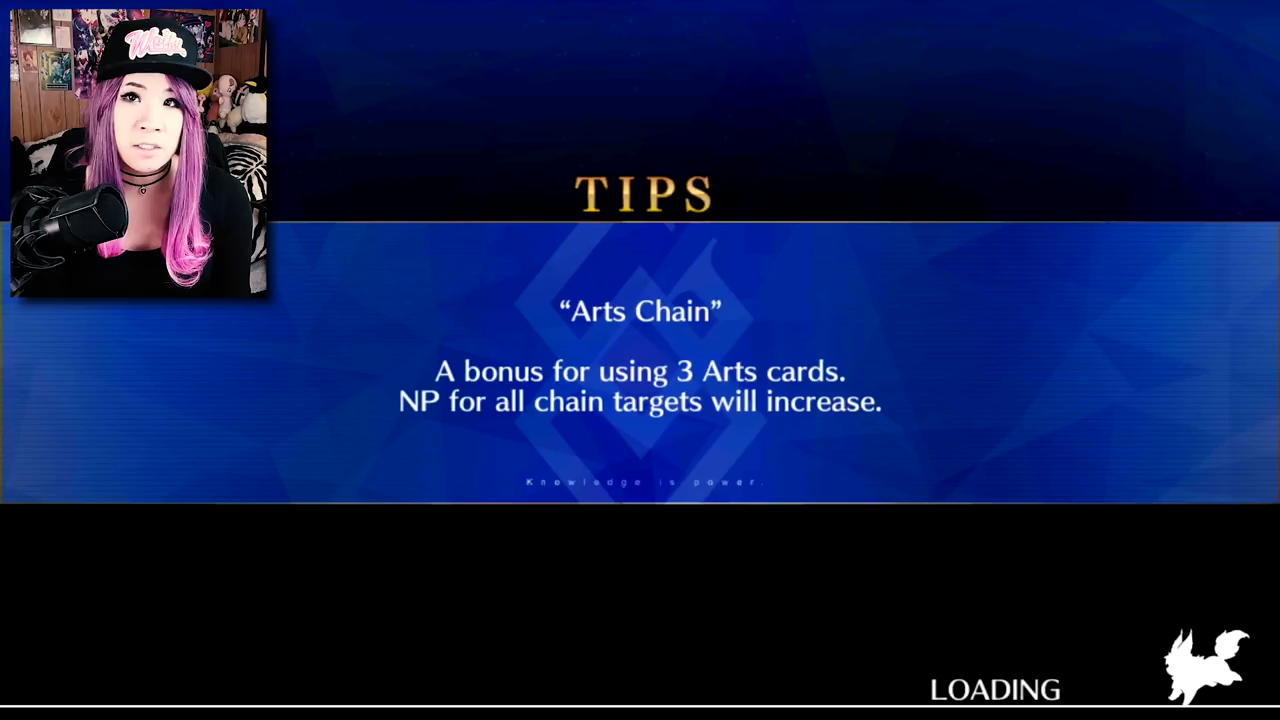 TIPS
“Arts Chain”
A bonus for using 3 Arts cards.
NP for all chain targets will increase.
Knowledge is power.
LOADING